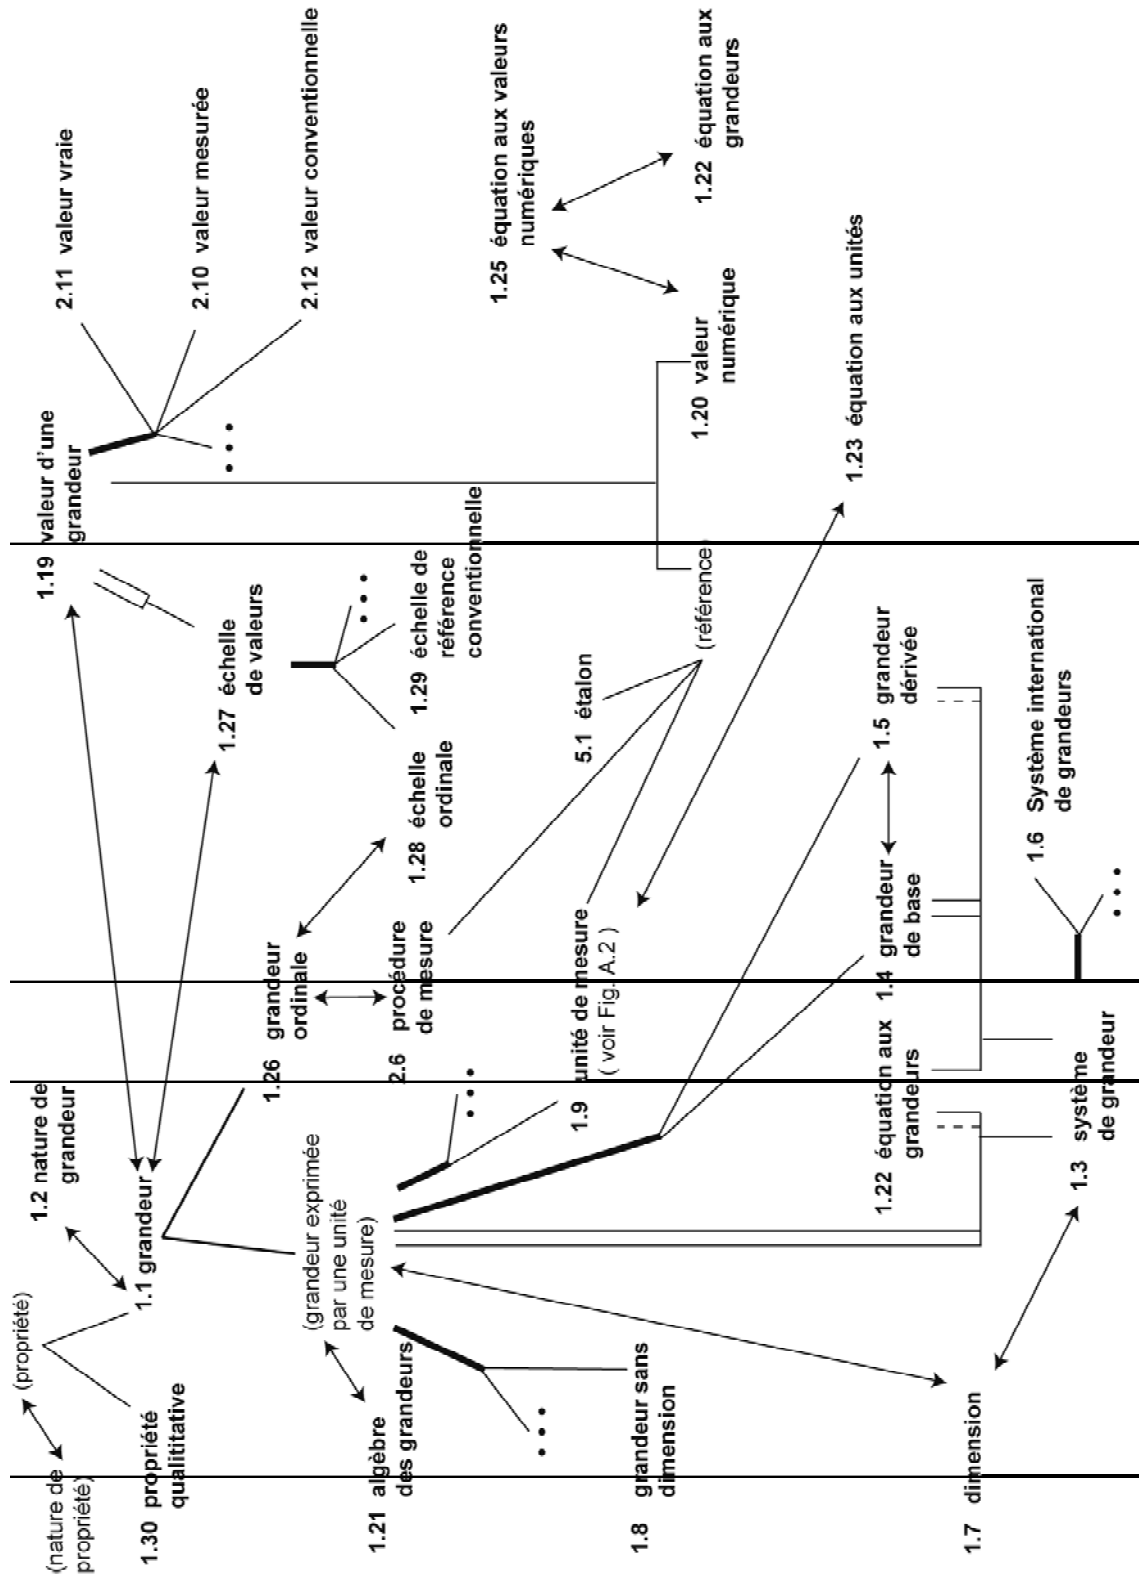 (nature de
propriété)
(propriété)
1.2 nature de
grandeur
1.19 valeur d'une
grandeur
2.11 valeur vraie
1.30 propriété
qualititative
1.1 grandeur
2.10 valeur mesurée
1.27 échelle
de valeurs
2.12 valeur conventionnelle
• • •
1.26 grandeur
ordinale
(grandeur exprimée
par une unité
de mesure)
• • •
1.21 algèbre
des grandeurs
2.6 procédure
de mesure
1.28 échelle
ordinale
1.29 échelle de
référence
conventionnelle
1.25 équation aux valeurs
numériques
• • •
• • •
1.9 unité de mesure
( voir Fig. A.2 )
5.1 étalon
1.8 grandeur sans
dimension
(référence)
1.20 valeur
numérique
1.22 équation aux
grandeurs
1.23 équation aux unités
1.22 équation aux
grandeurs
1.4 grandeur
de base
1.5 grandeur
dérivée
1.7 dimension
1.3 système
de grandeur
1.6 Système international
de grandeurs
• • •